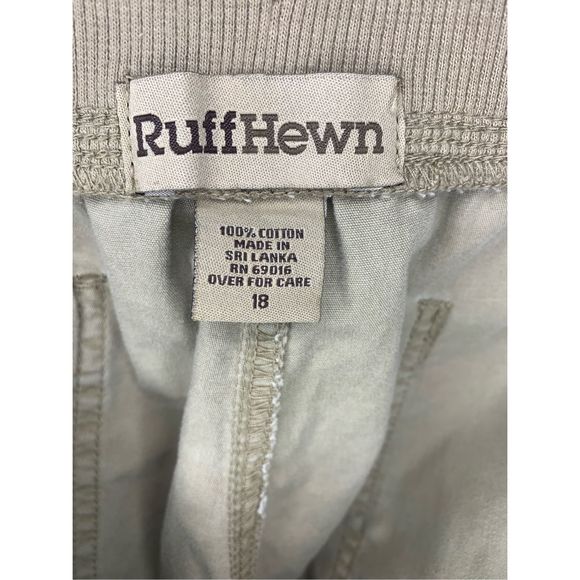 RuffHewn
100% COTTON
MADE IN
SRI LANKA
RN 69016
OVER FOR CARE
18